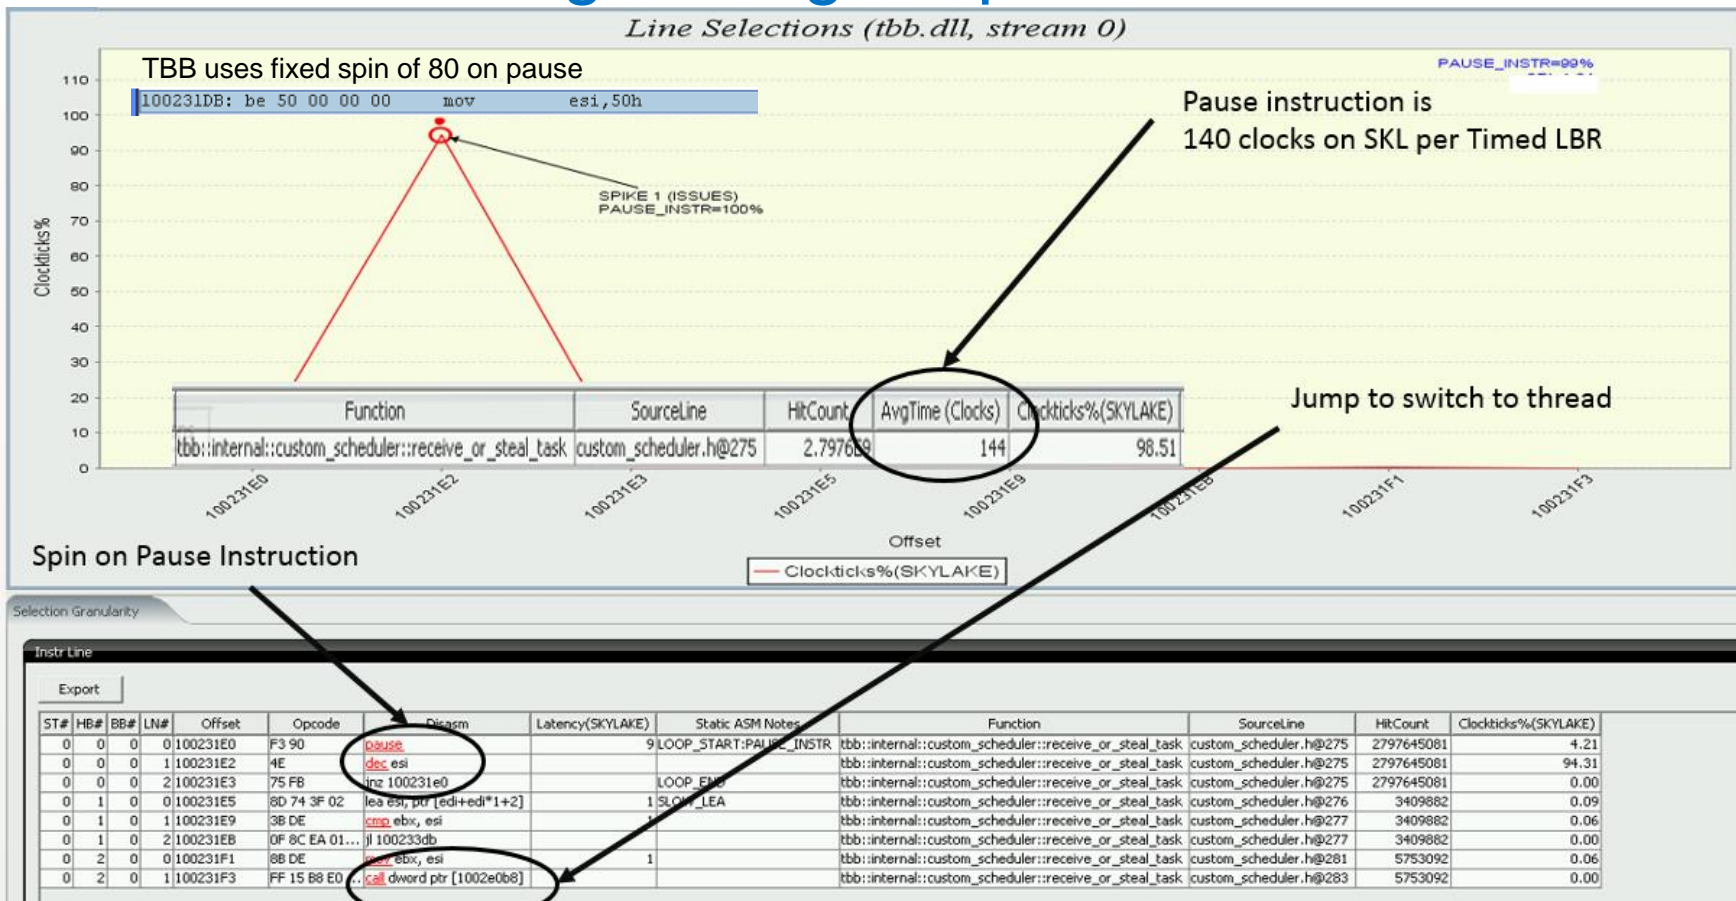 Line Selections (tbb.dll, stream 0)
TBB uses fixed spin of 80 on pause
100231DB: be 50 00 00 00 mov esi,50h
PAUSE_INSTR=99%
Pause instruction is
140 clocks on SKL per Timed LBR
SPIKE 1 (ISSUES)
PAUSE_INSTR=100%
Clockticks%
110
100
90
80
70
60
50
40
30
20
10
0
Function SourceLine HitCount AvgTime (Clocks) Clockticks%(SKYLAKE)
tbb::internal::custom_scheduler::receive_or_steal_task custom_scheduler.h@275 2.7976E9 144 98.51
Jump to switch to thread
100231E0 100231E2 100231E3 100231E5 100231E9 100231EB 100231F1 100231F3
Offset
Clockticks%(SKYLAKE)
Spin on Pause Instruction
Selection Granularity
Instr Line
Export
ST# HB# BB# LN# Offset Opcode Disasm Latency(SKYLAKE) Static ASM Notes Function SourceLine HitCount Clockticks%(SKYLAKE)
0 0 0 0 100231E0 F3 90 pause 9 LOOP_START:PAUSE_INSTR tbb::internal::custom_scheduler::receive_or_steal_task custom_scheduler.h@275 2797645081 4.21
0 0 0 1 100231E2 4E dec esi tbb::internal::custom_scheduler::receive_or_steal_task custom_scheduler.h@275 2797645081 94.31
0 0 0 2 100231E3 75 FB jnz 100231e0 LOOP_END tbb::internal::custom_scheduler::receive_or_steal_task custom_scheduler.h@275 2797645081 0.00
0 1 0 0 100231E5 8D 74 3F 02 lea esi, ptr [edi+edi*1+2] 1 SLOW_LEA tbb::internal::custom_scheduler::receive_or_steal_task custom_scheduler.h@276 3409882 0.09
0 1 0 1 100231E9 3B DE cmp ebx, esi 1 tbb::internal::custom_scheduler::receive_or_steal_task custom_scheduler.h@277 3409882 0.06
0 1 0 2 100231EB 0F 8C EA 01... jl 100233db tbb::internal::custom_scheduler::receive_or_steal_task custom_scheduler.h@277 3409882 0.00
0 2 0 0 100231F1 8B DE mov ebx, esi 1 tbb::internal::custom_scheduler::receive_or_steal_task custom_scheduler.h@281 5753092 0.06
0 2 0 1 100231F3 FF 15 B8 E0 ... call dword ptr [1002e0b8] tbb::internal::custom_scheduler::receive_or_steal_task custom_scheduler.h@283 5753092 0.00